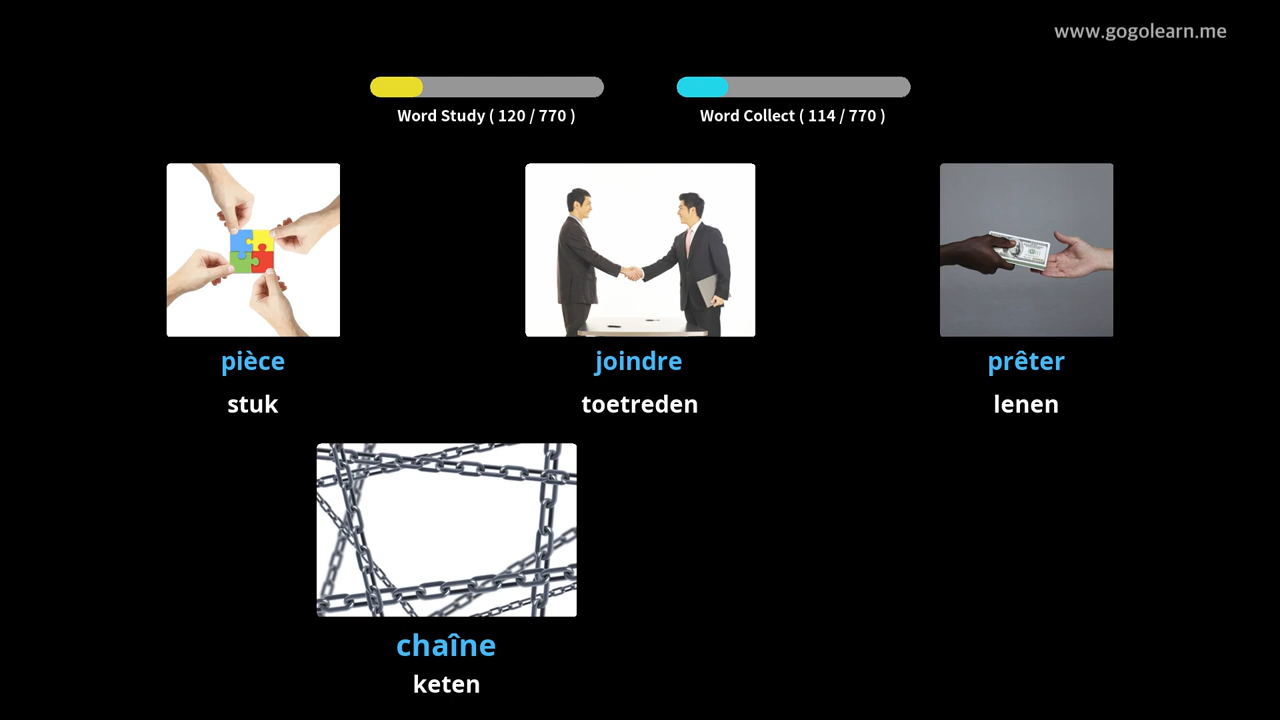 www.gogolearn.me
Word Study ( 120 / 770 )
Word Collect ( 114 / 770 )
pièce
joindre
prêter
stuk
toetreden
lenen
chaîne
keten